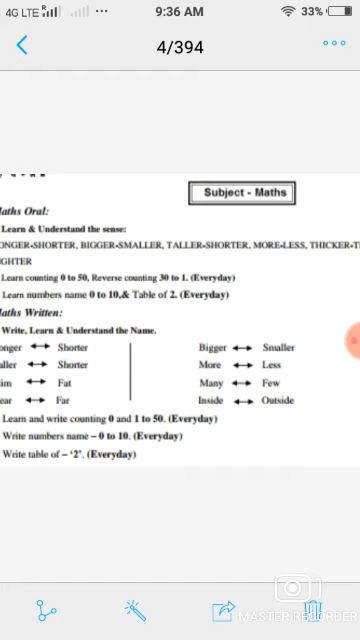 4G LTE R 9:36 AM 33%
4/394
Subject - Maths
aths Oral:
Learn & Understand the sense:
ONGER-SHORTER, BIGGER-SMALLER, TALLER-SHORTER, MORE-LESS, THICKER-T
IGHTER
Learn counting 0 to 50, Reverse counting 30 to 1. (Everyday)
Learn numbers name 0 to 10,& Table of 2. (Everyday)
aths Written:
Write, Learn & Understand the Name.
onger ↔ Shorter Bigger ↔ Smaller
aller ↔ Shorter More ↔ Less
im ↔ Fat Many ↔ Few
ear ↔ Far Inside ↔ Outside
Learn and write counting 0 and 1 to 50. (Everyday)
Write numbers name – 0 to 10. (Everyday)
Write table of – ‘2’. (Everyday)
MASTER RECORDER